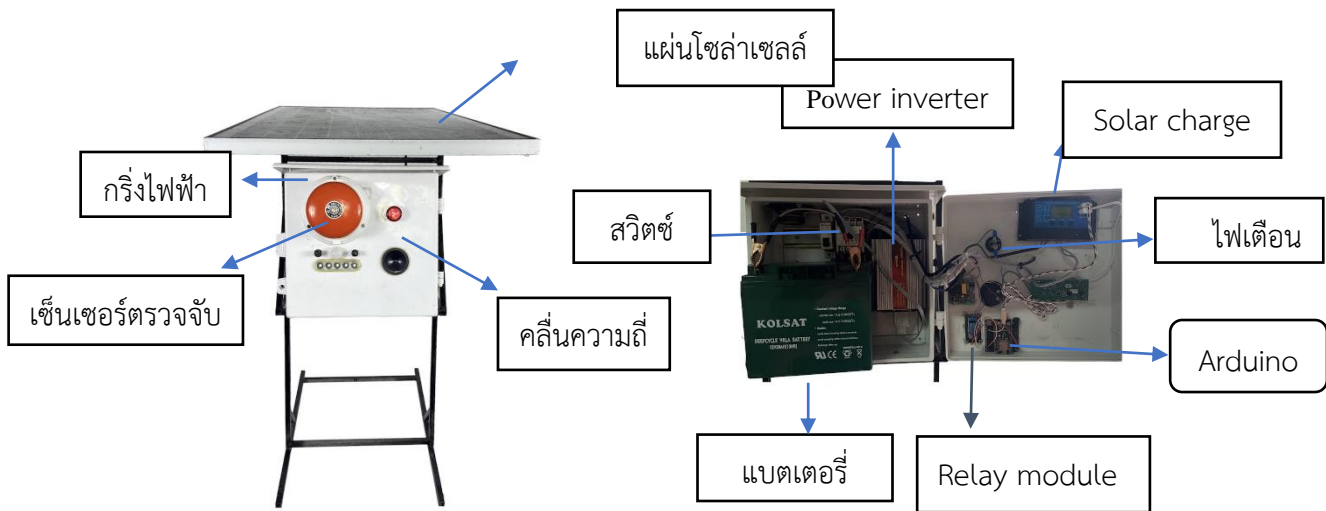 แผ่นโซล่าเซลล์
Power inverter
Solar charge
กริ่งไฟฟ้า
สวิตซ์
ไฟเตือน
เซ็นเซอร์ตรวจจับ
คลื่นความถี่
KOLSAT
DEEPCYCLE VRLA BATTERY
Arduino
แบตเตอรี่
Relay module